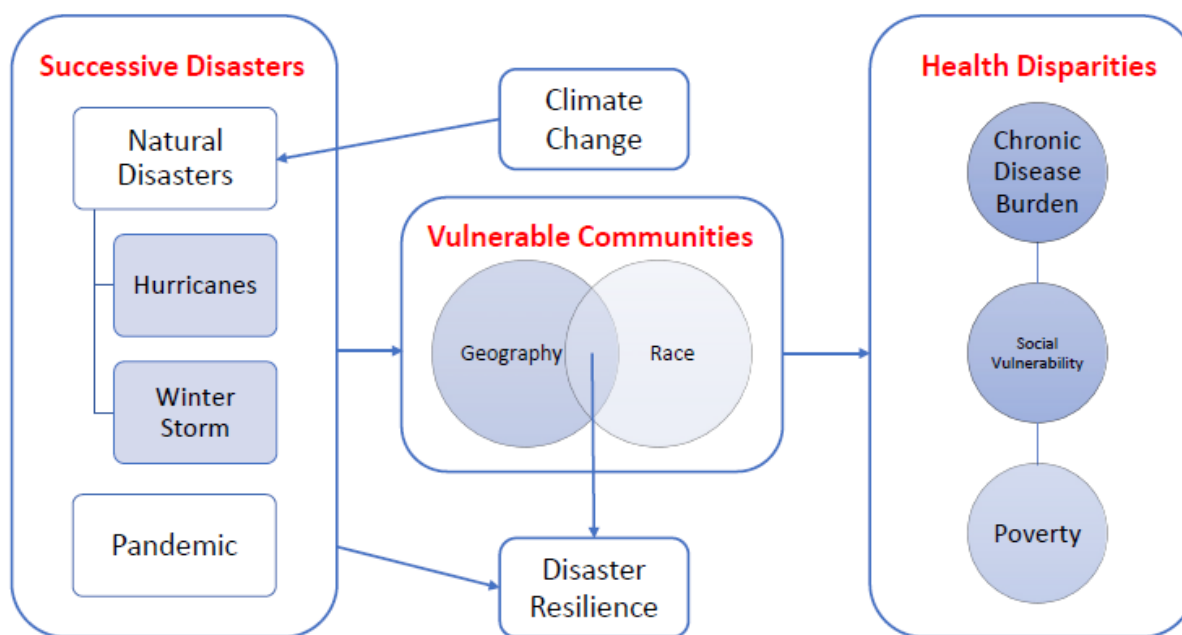 Successive Disasters
Natural
Disasters
Hurricanes
Winter
Storm
Pandemic
Climate
Change
Vulnerable Communities
Geography
Race
Disaster
Resilience
Health Disparities
Chronic
Disease
Burden
Social
Vulnerability
Poverty